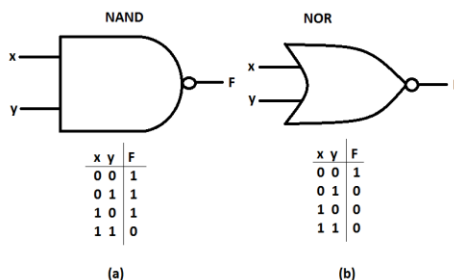 NAND
x
y
F
x y F
0 0 1
0 1 1
1 0 1
1 1 0
(a)
NOR
x
y
F
x y F
0 0 1
0 1 0
1 0 0
1 1 0
(b)